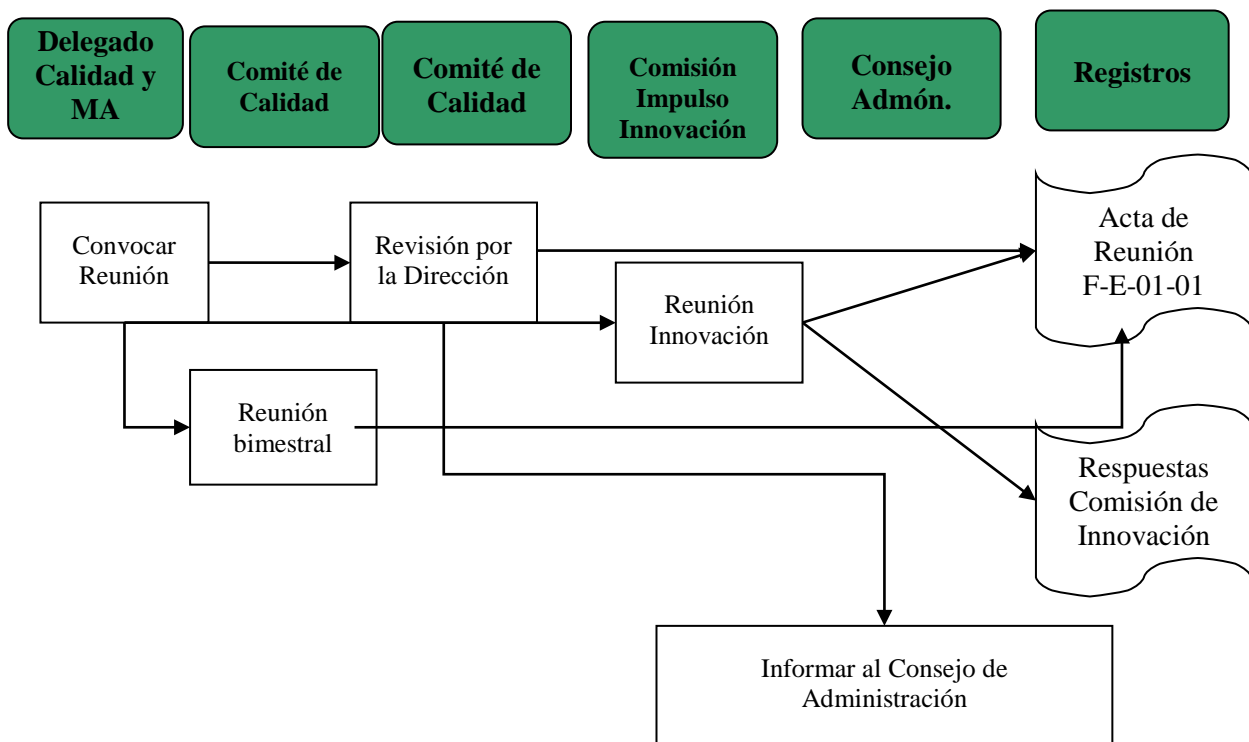 Delegado
Calidad y
MA
Comité de
Calidad
Comité de
Calidad
Comisión
Impulso
Innovación
Consejo
Admón.
Registros
Convocar
Reunión
Revisión por
la Dirección
Reunión
Innovación
Acta de
Reunión
F-E-01-01
Reunión
bimestral
Respuestas
Comisión de
Innovación
Informar al Consejo de
Administración